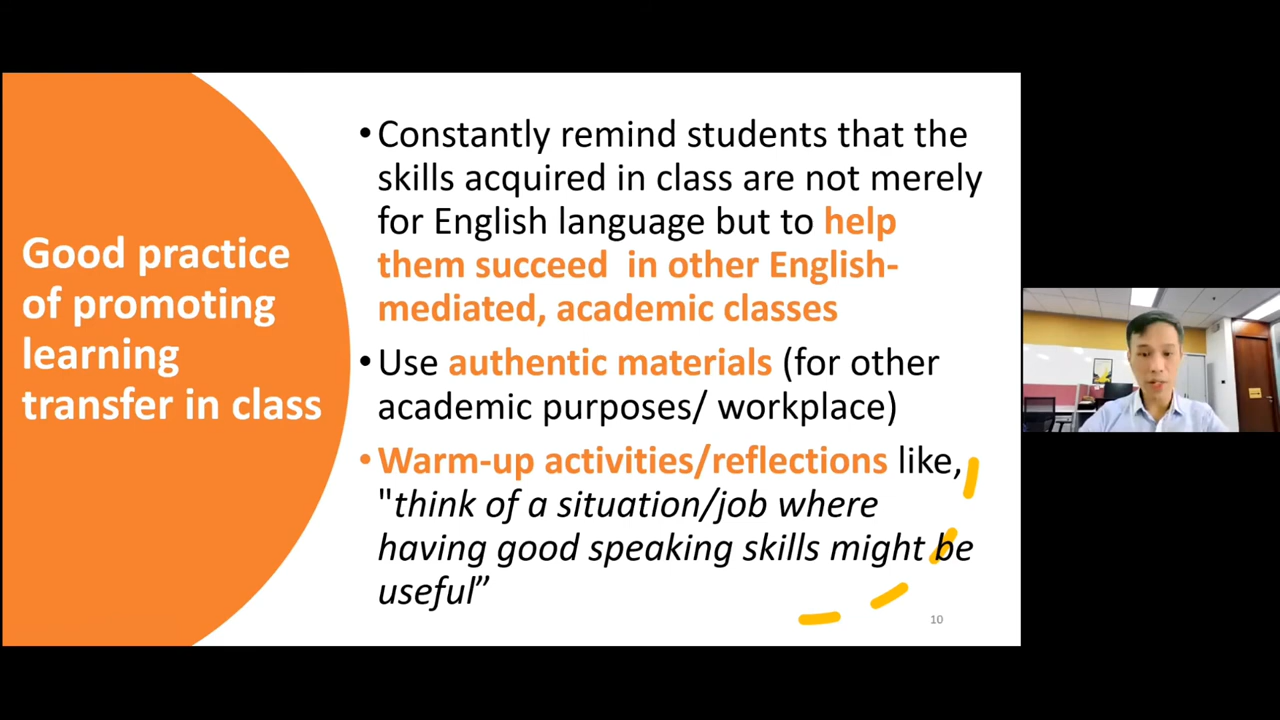 Good practice
of promoting
learning
transfer in class
•Constantly remind students that the
skills acquired in class are not merely
for English language but to help
them succeed  in other English-
mediated, academic classes
•Use authentic materials (for other
academic purposes/ workplace)
•Warm-up activities/reflections like,
"think of a situation/job where
having good speaking skills might be
useful”
10